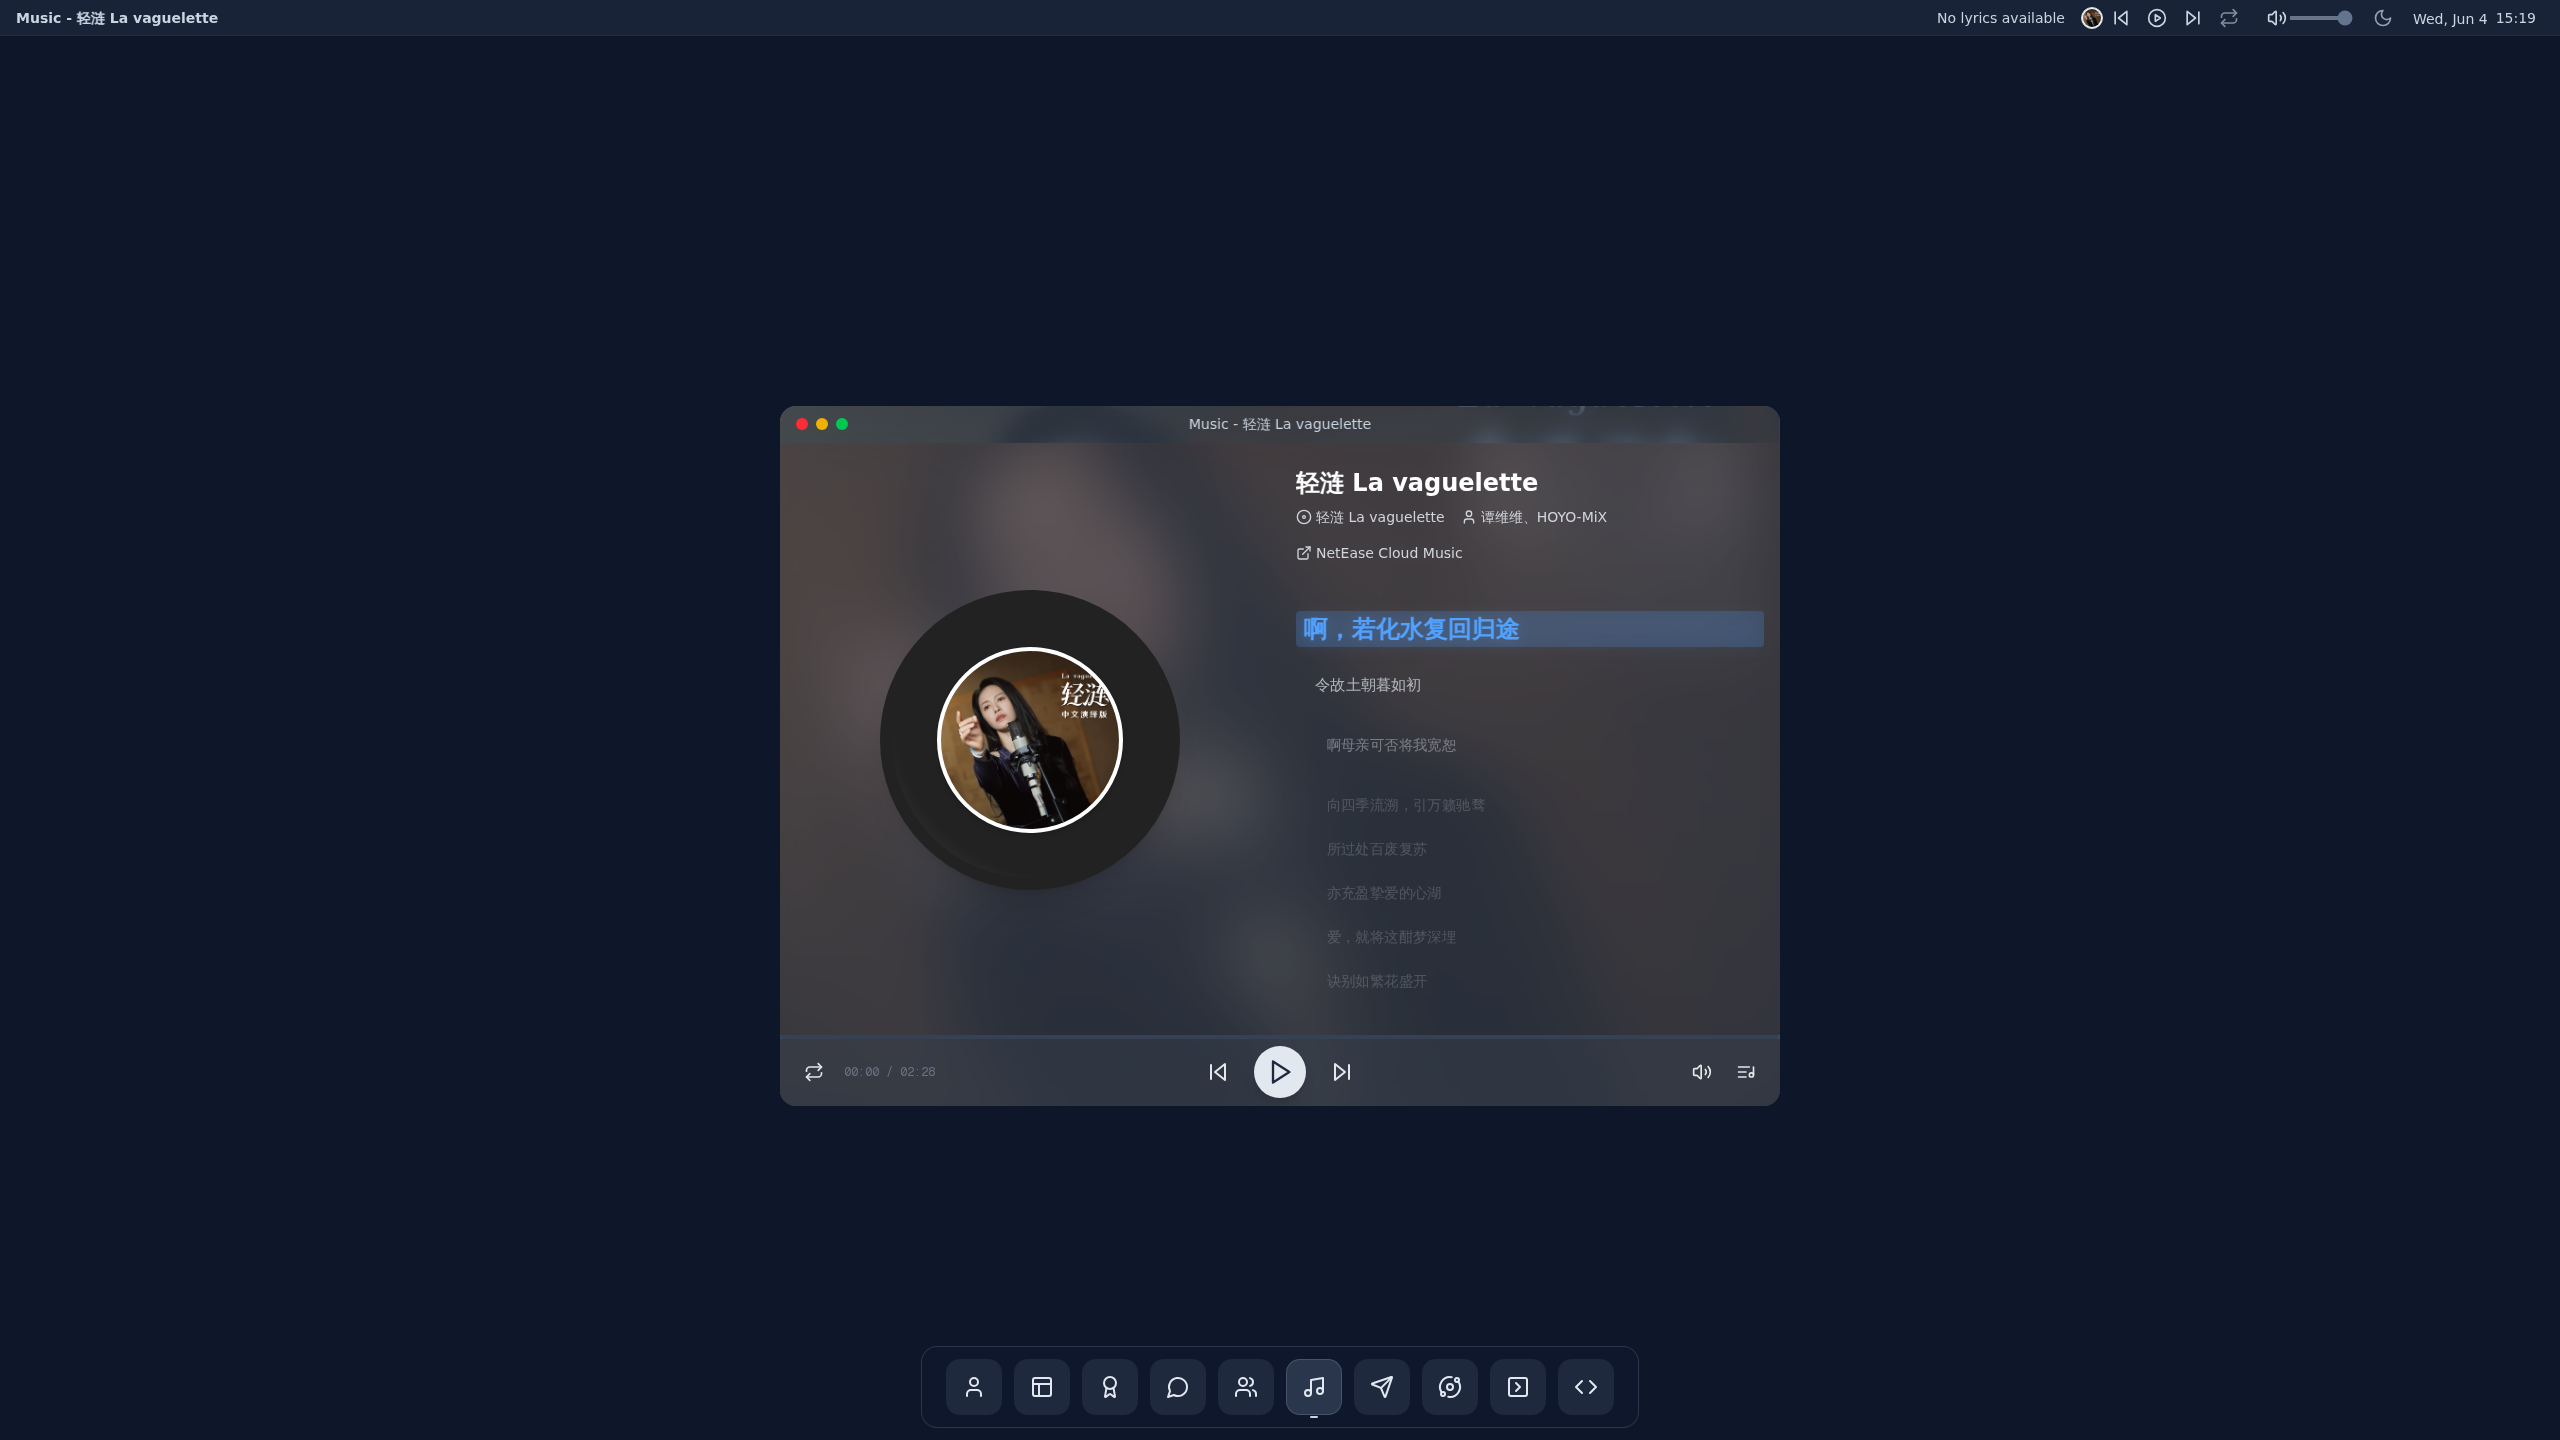 Music - 轻涟 La vaguelette
No lyrics available
Wed, Jun 4 15:19
Music - 轻涟 La vaguelette
轻涟 La vaguelette
轻涟 La vaguelette 谭维维、HOYO-MiX
NetEase Cloud Music
轻涟
中文演绎版
啊，若化水复回归途
令故土朝暮如初
啊母亲可否将我宽恕
向四季流溯，引万籁驰骛
所过处百废复苏
亦充盈挚爱的心湖
爱，就将这酣梦深埋
诀别如繁花盛开
00:00 / 02:28